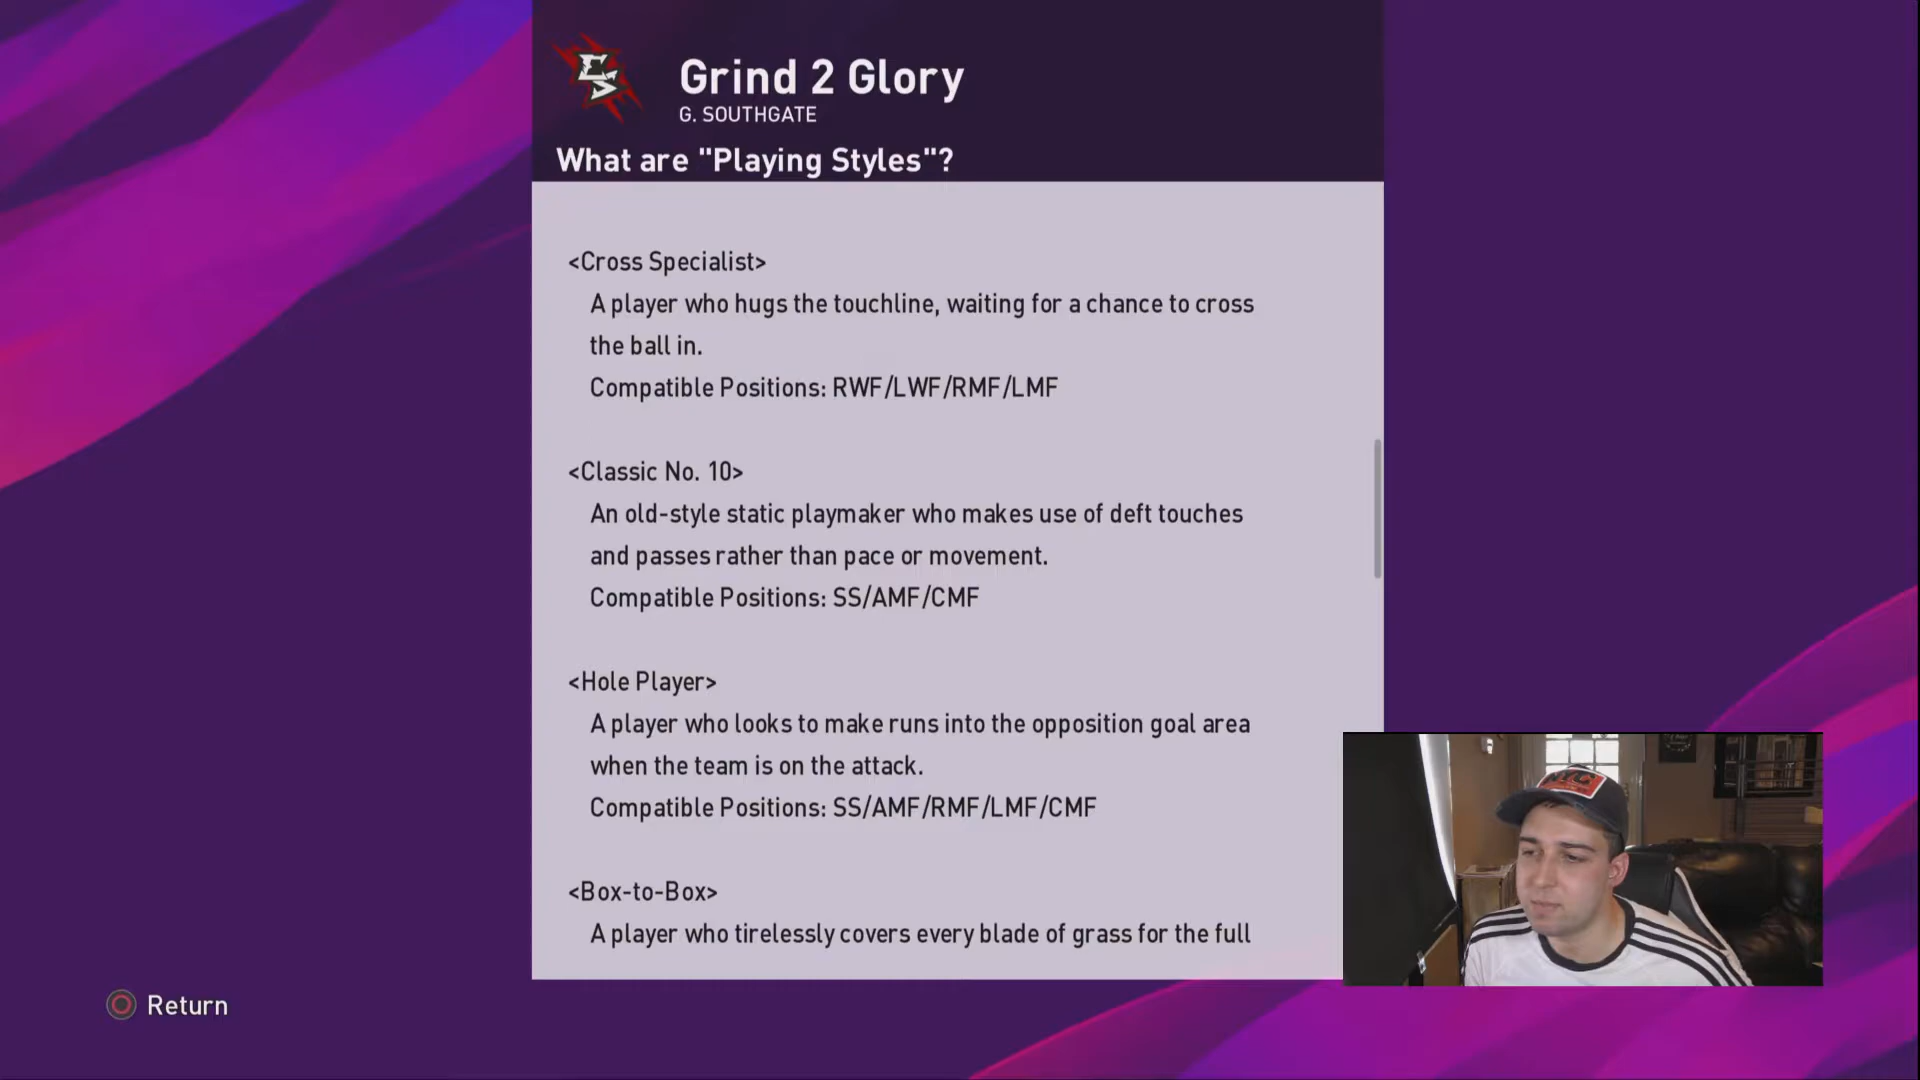 Grind 2 Glory
G. SOUTHGATE
What are "Playing Styles"?
<Cross Specialist>
A player who hugs the touchline, waiting for a chance to cross
the ball in.
Compatible Positions: RWF/LWF/RMF/LMF
<Classic No. 10>
An old-style static playmaker who makes use of deft touches
and passes rather than pace or movement.
Compatible Positions: SS/AMF/CMF
<Hole Player>
A player who looks to make runs into the opposition goal area
when the team is on the attack.
Compatible Positions: SS/AMF/RMF/LMF/CMF
<Box-to-Box>
A player who tirelessly covers every blade of grass for the full
NYC
Return